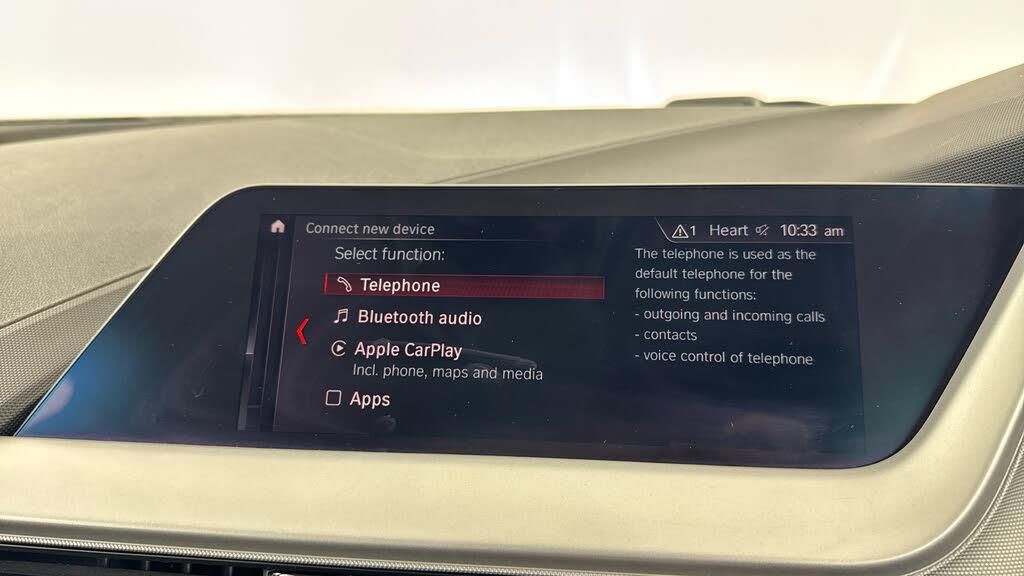 Connect new device
1 Heart 10:33 am
Select function:
Telephone
Bluetooth audio
Apple CarPlay
Incl. phone, maps and media
Apps
The telephone is used as the
default telephone for the
following functions:
- outgoing and incoming calls
- contacts
- voice control of telephone